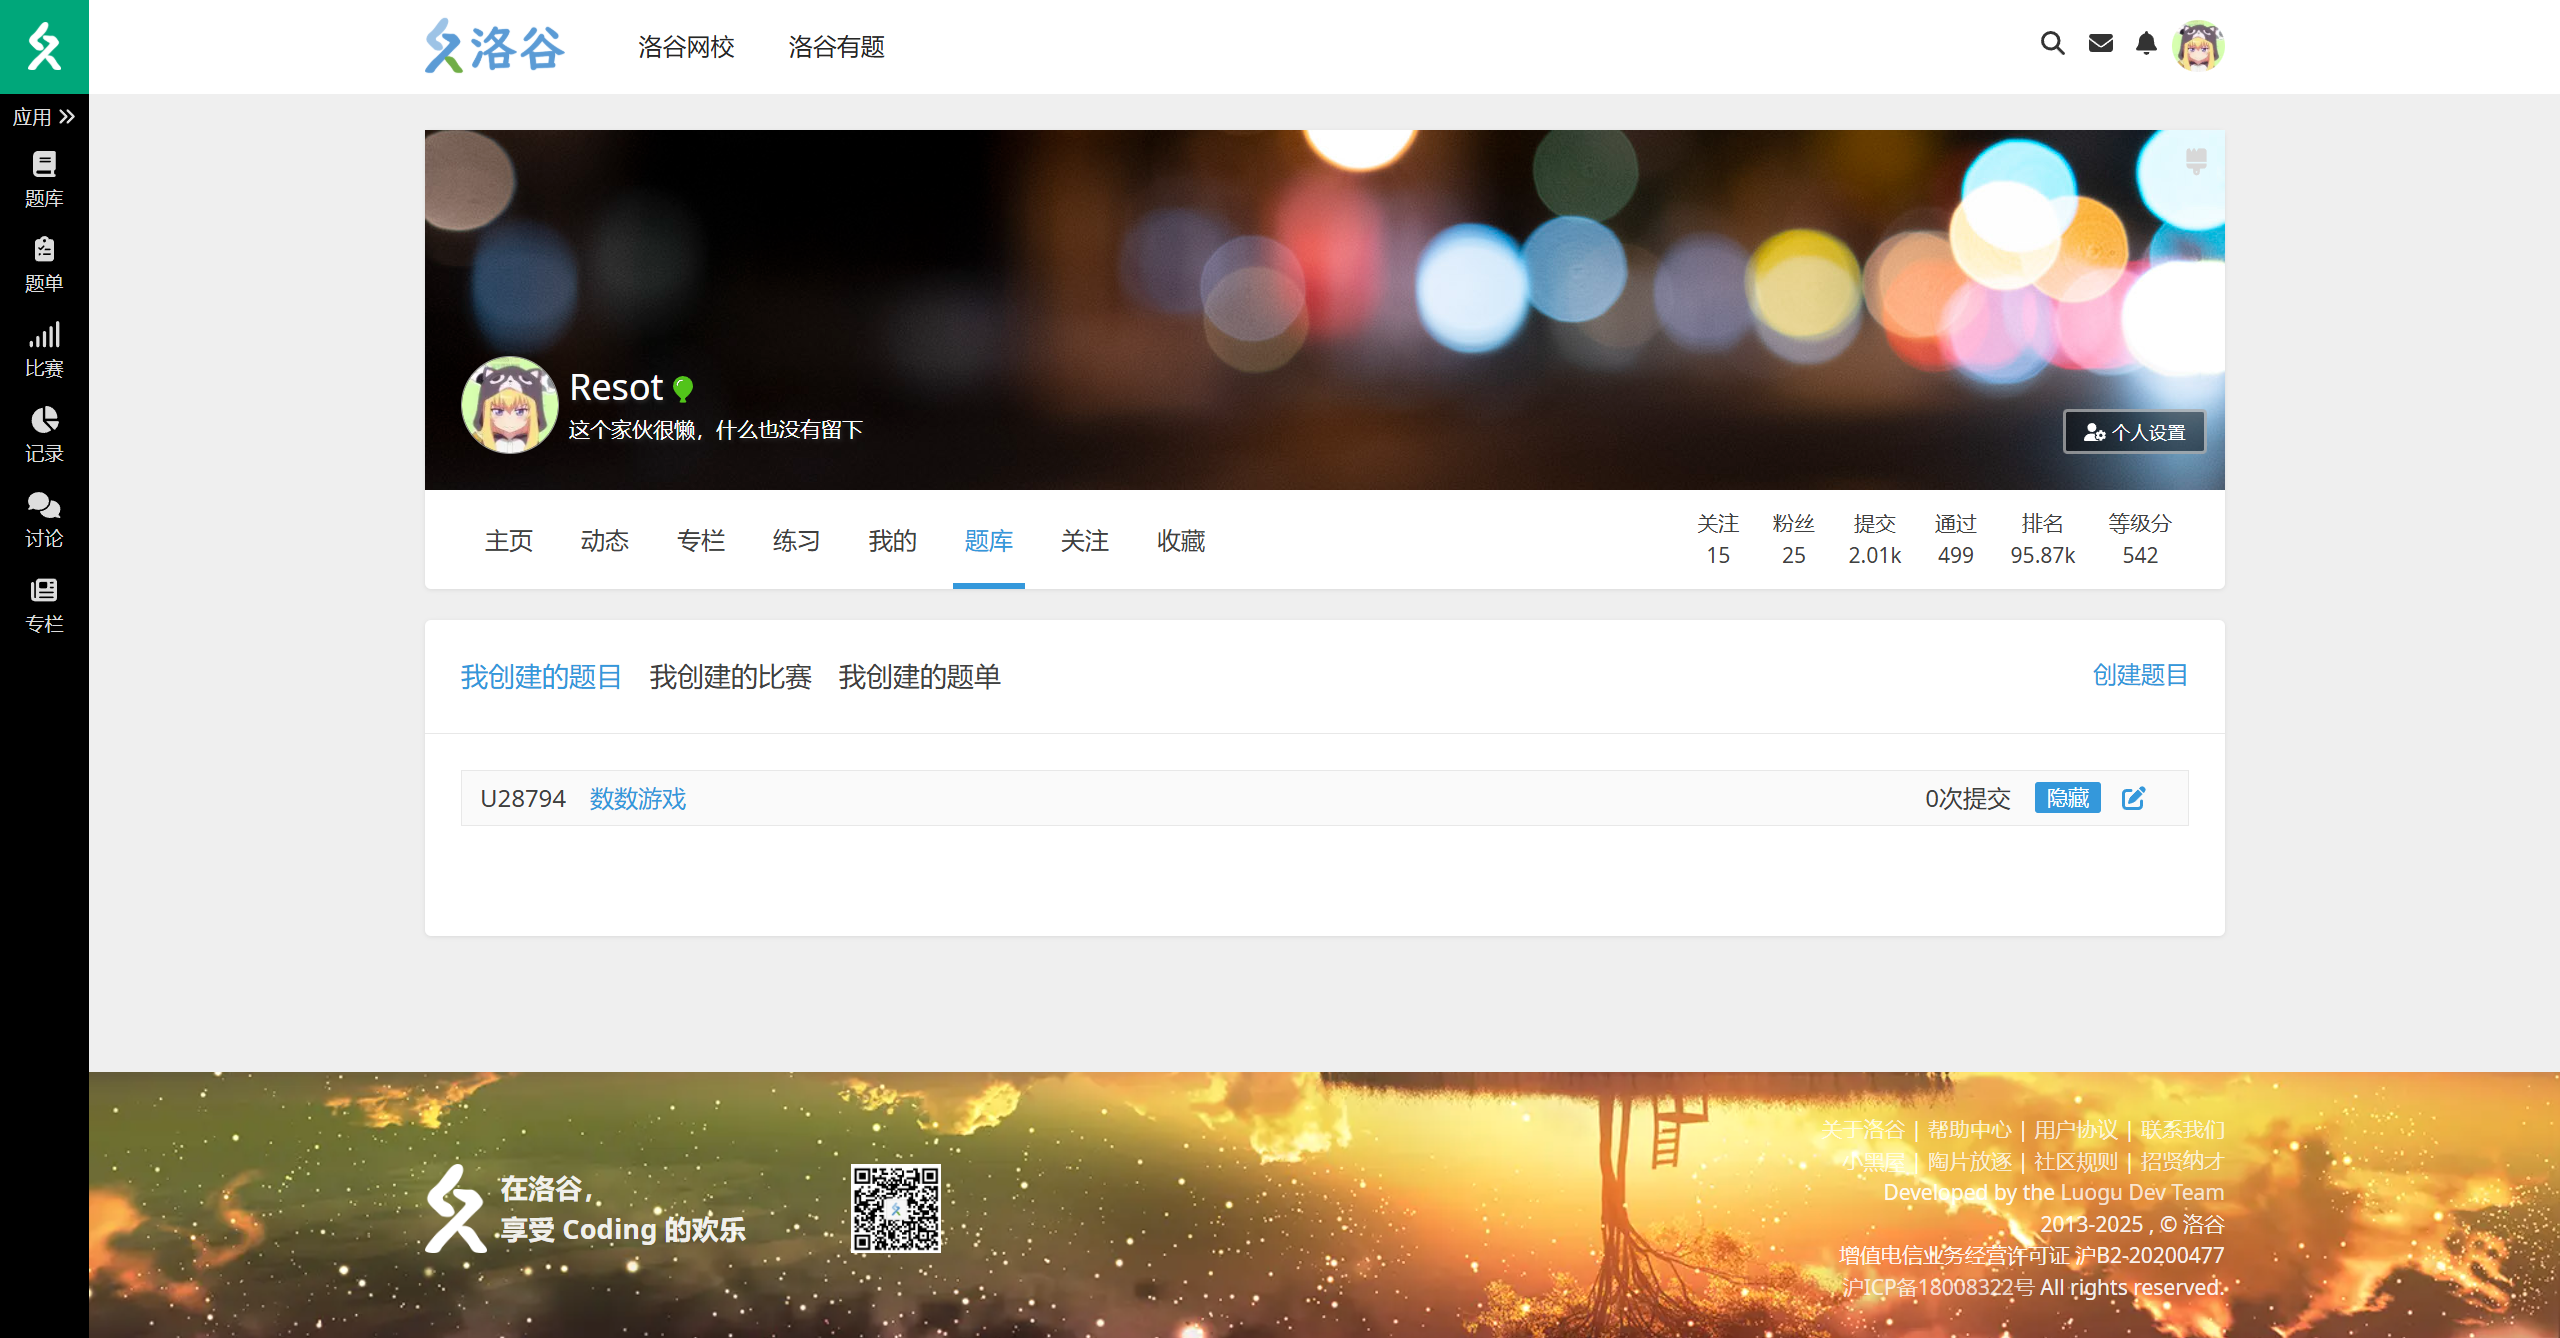 洛谷
洛谷网校
洛谷有题
应用
题库
题单
比赛
记录
讨论
专栏
Resot
这个家伙很懒，什么也没有留下
个人设置
主页 动态 专栏 练习 我的 题库 关注 收藏
关注 粉丝 提交 通过 排名 等级分
15 25 2.01k 499 95.87k 542
我创建的题目 我创建的比赛 我创建的题单
创建题目
U28794 数数游戏 0次提交 隐藏
在洛谷，
享受 Coding 的欢乐
关于洛谷 | 帮助中心 | 用户协议 | 联系我们
小黑屋 | 陶片放逐 | 社区规则 | 招贤纳才
Developed by the Luogu Dev Team
2013-2025 , © 洛谷
增值电信业务经营许可证 沪B2-20200477
沪ICP备18008322号 All rights reserved.